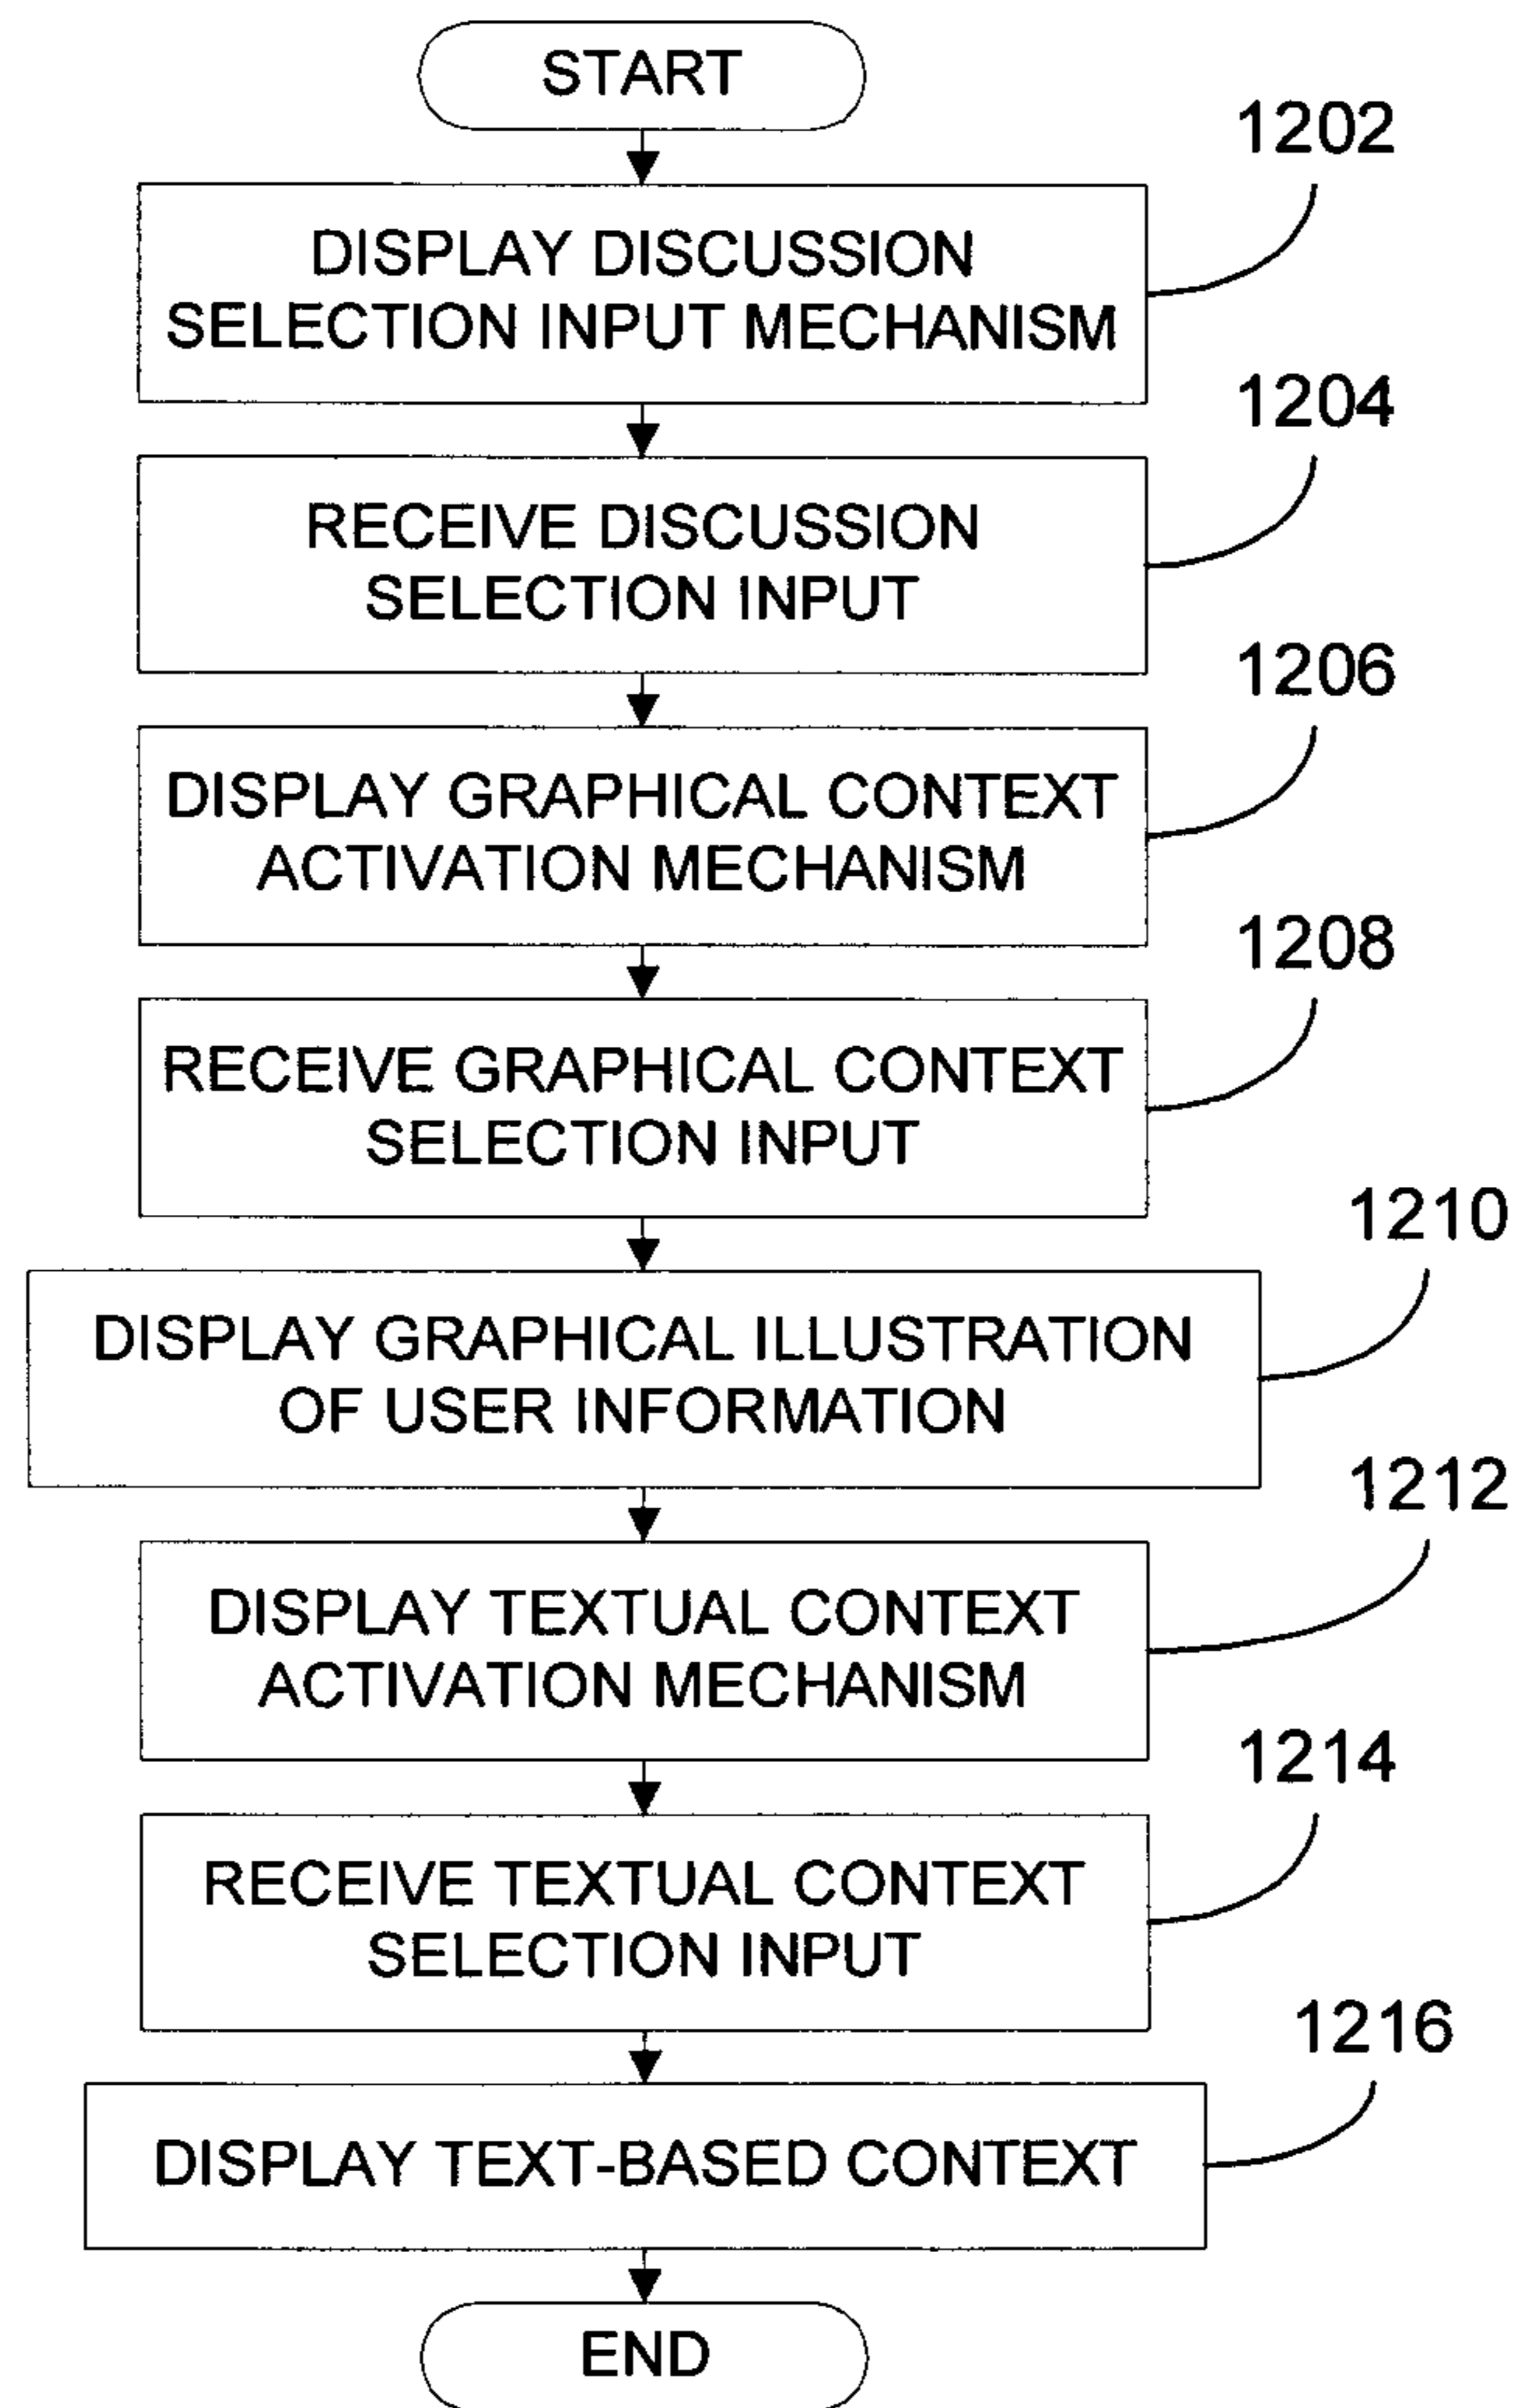 START
1202
DISPLAY DISCUSSION
SELECTION INPUT MECHANISM
1204
RECEIVE DISCUSSION
SELECTION INPUT
1206
DISPLAY GRAPHICAL CONTEXT
ACTIVATION MECHANISM
1208
RECEIVE GRAPHICAL CONTEXT
SELECTION INPUT
1210
DISPLAY GRAPHICAL ILLUSTRATION
OF USER INFORMATION
1212
DISPLAY TEXTUAL CONTEXT
ACTIVATION MECHANISM
1214
RECEIVE TEXTUAL CONTEXT
SELECTION INPUT
1216
DISPLAY TEXT-BASED CONTEXT
END